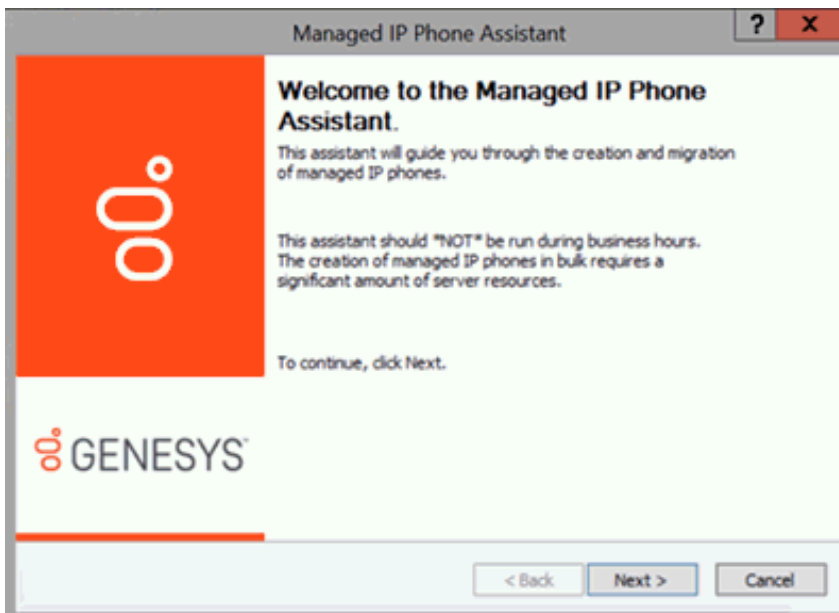 Managed IP Phone Assistant
?
X
Welcome to the Managed IP Phone
Assistant.
This assistant will guide you through the creation and migration
of managed IP phones.
This assistant should *NOT* be run during business hours.
The creation of managed IP phones in bulk requires a
significant amount of server resources.
To continue, click Next.
GENESYS™
< Back
Next >
Cancel